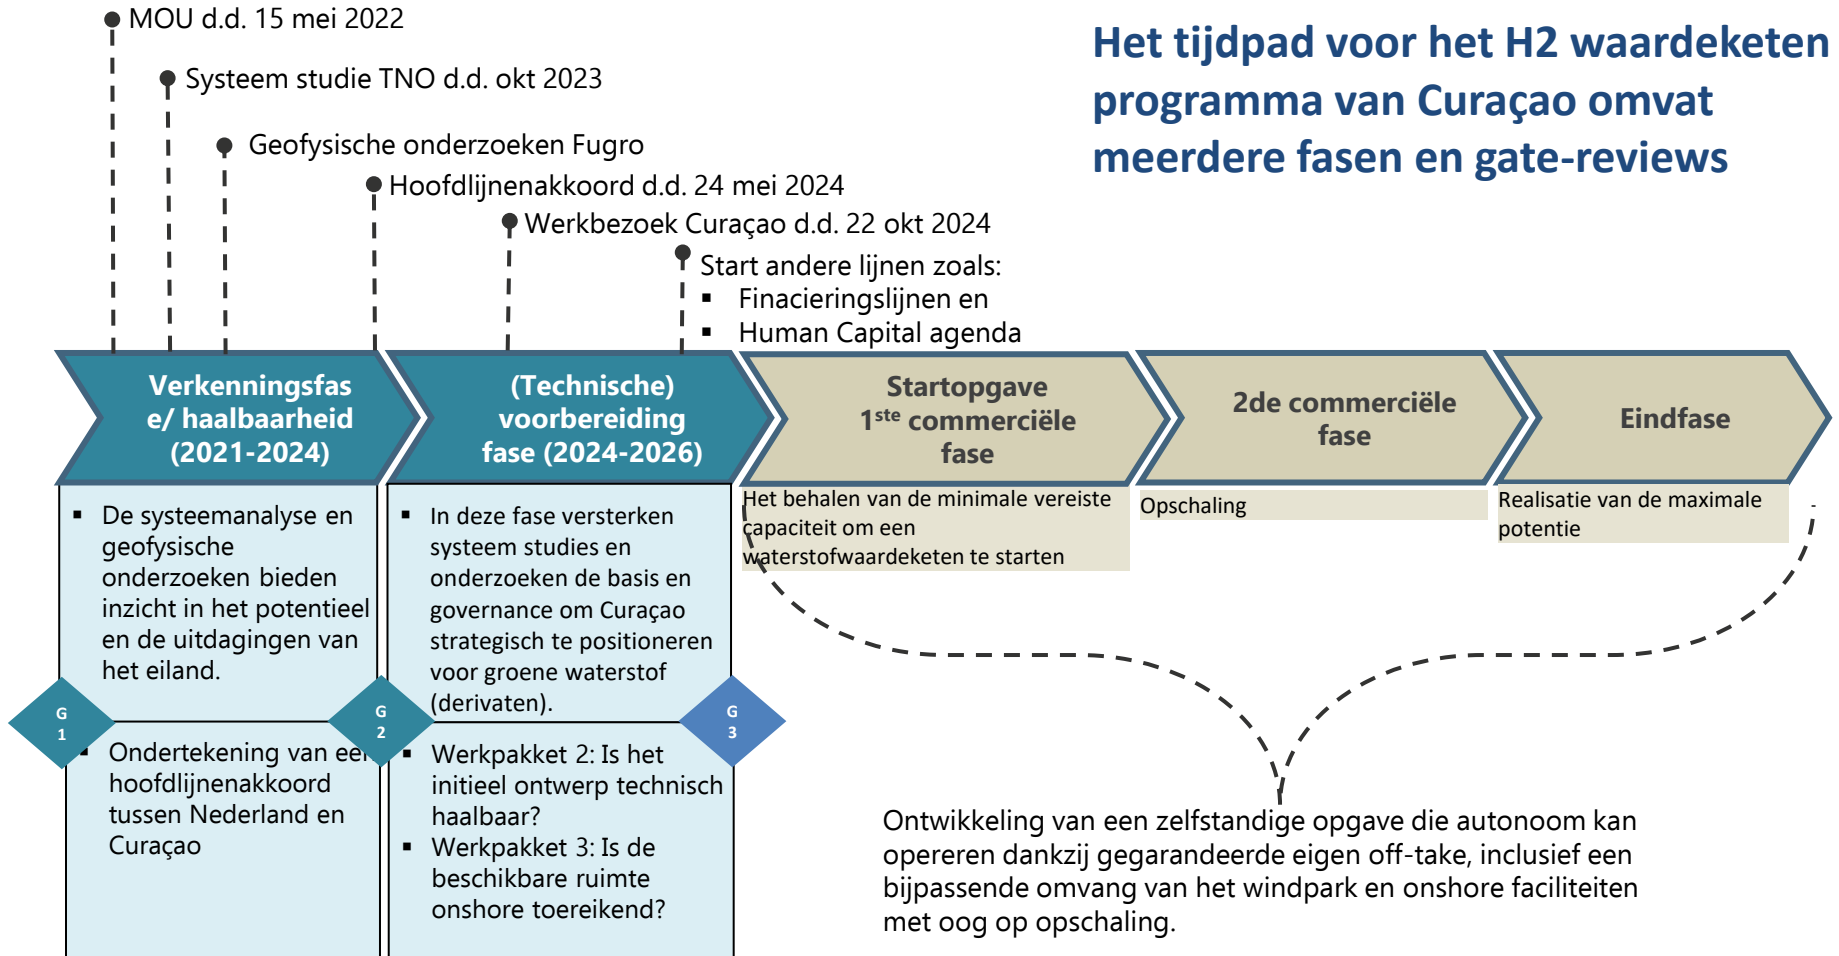 MOU d.d. 15 mei 2022
Systeem studie TNO d.d. okt 2023
Geofysische onderzoeken Fugro
Hoofdlijnenakkoord d.d. 24 mei 2024
Werkbezoek Curaçao d.d. 22 okt 2024
Start andere lijnen zoals:
▪ Finacieringslijnen en
▪ Human Capital agenda
Het tijdpad voor het H2 waardeketen
programma van Curaçao omvat
meerdere fasen en gate-reviews
Verkenningsfas
e/ haalbaarheid
(2021-2024)
(Technische)
voorbereiding
fase (2024-2026)
Startopgave
1ste commerciële
fase
2de commerciële
fase
Eindfase
▪ De systeemanalyse en
geofysische
onderzoeken bieden
inzicht in het potentieel
en de uitdagingen van
het eiland.
▪ In deze fase versterken
systeem studies en
onderzoeken de basis en
governance om Curaçao
strategisch te positioneren
voor groene waterstof
(derivaten).
Het behalen van de minimale vereiste
capaciteit om een
waterstofwaardeketen te starten
Opschaling
Realisatie van de maximale
potentie
G
1
G
2
G
3
▪ Ondertekening van een
hoofdlijnenakkoord
tussen Nederland en
Curaçao
▪ Werkpakket 2: Is het
initieel ontwerp technisch
haalbaar?
▪ Werkpakket 3: Is de
beschikbare ruimte
onshore toereikend?
Ontwikkeling van een zelfstandige opgave die autonoom kan
opereren dankzij gegarandeerde eigen off-take, inclusief een
bijpassende omvang van het windpark en onshore faciliteiten
met oog op opschaling.